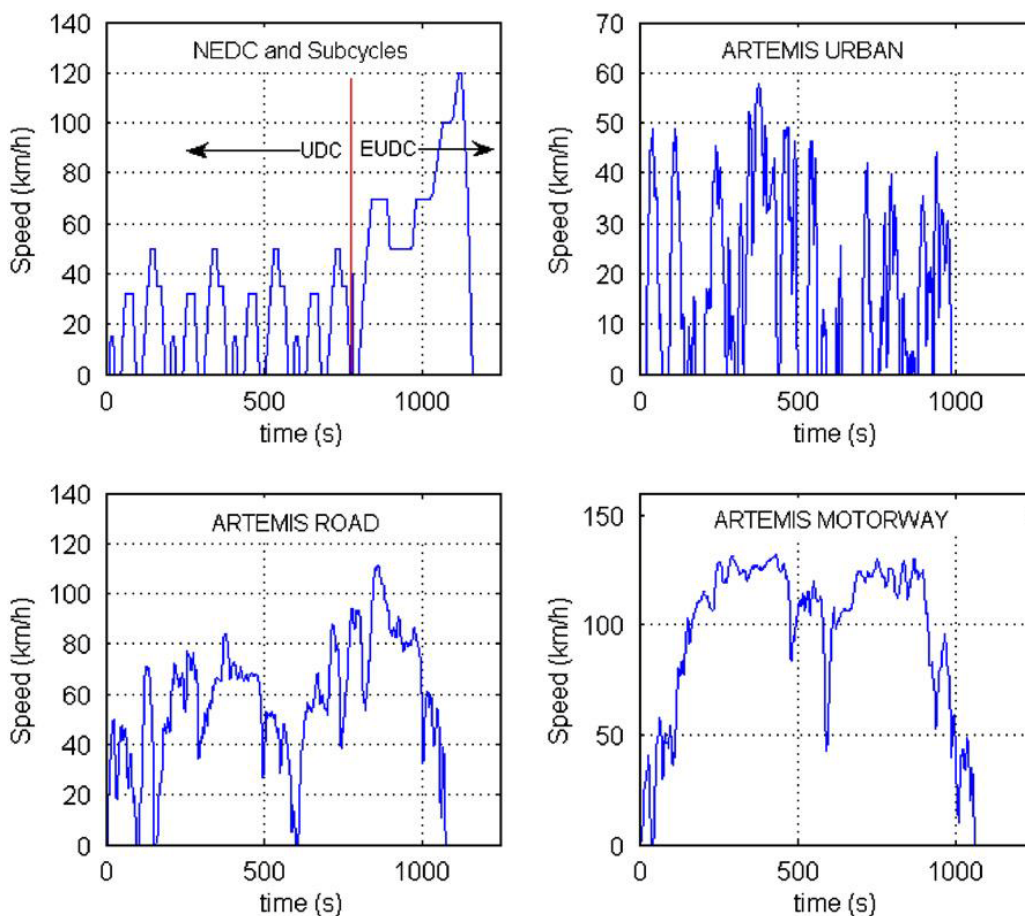 NEDC and Subcycles
140
120
100
80
60
40
20
0
Speed (km/h)
UDC
EUDC
0
500
1000
time (s)
ARTEMIS URBAN
70
60
50
40
30
20
10
0
Speed (km/h)
0
500
1000
time (s)
ARTEMIS ROAD
140
120
100
80
60
40
20
0
Speed (km/h)
0
500
1000
time (s)
ARTEMIS MOTORWAY
150
100
50
0
Speed (km/h)
0
500
1000
time (s)